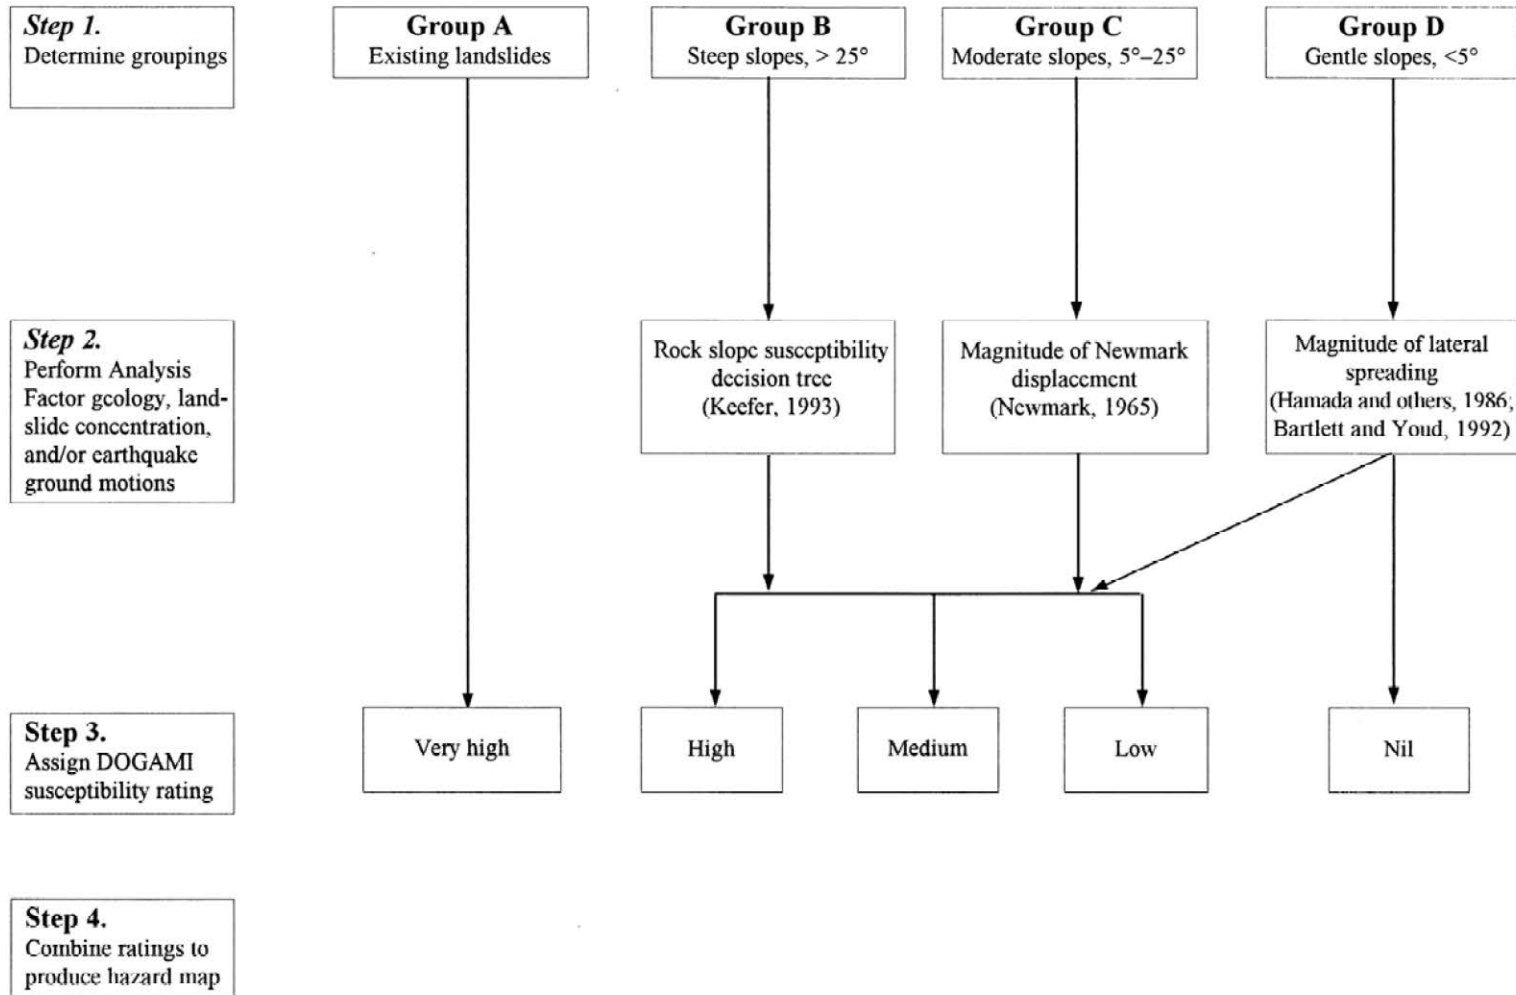 Step 1.
Determine groupings
Group A
Existing landslides
Group B
Steep slopes, > 25°
Group C
Moderate slopes, 5°–25°
Group D
Gentle slopes, <5°
Step 2.
Perform Analysis
Factor geology, land-
slide concentration,
and/or earthquake
ground motions
Rock slope susceptibility
decision tree
(Keefer, 1993)
Magnitude of Newmark
displacement
(Newmark, 1965)
Magnitude of lateral
spreading
(Hamada and others, 1986;
Bartlett and Youd, 1992)
Step 3.
Assign DOGAMI
susceptibility rating
Very high
High
Medium
Low
Nil
Step 4.
Combine ratings to
produce hazard map